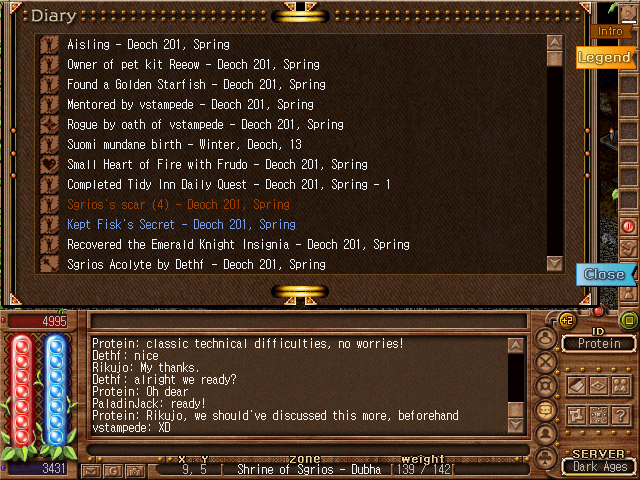 Diary
Intro
Legend
Aisling - Deoch 201, Spring
Owner of pet kit Reeow - Deoch 201, Spring
Found a Golden Starfish - Deoch 201, Spring
Mentored by vstampede - Deoch 201, Spring
Rogue by oath of vstampede - Deoch 201, Spring
Suomi mundane birth - Winter, Deoch, 13
Small Heart of Fire with Frudo - Deoch 201, Spring
Completed Tidy Inn Daily Quest - Deoch 201, Spring - 1
Sgrios's scar (4) - Deoch 201, Spring
Kept Fisk's Secret - Deoch 201, Spring
Recovered the Emerald Knight Insignia - Deoch 201, Spring
Sgrios Acolyte by Dethf - Deoch 201, Spring
Close
4995
+2
ID
Protein
Protein: classic technical difficulties, no worries!
Dethf: nice
Rikujo: My thanks.
Dethf: alright we ready?
Protein: Oh dear
PaladinJack: ready!
Protein: Rikujo, we should've discussed this more, beforehand
vstampede: XD
?
3431
x y zone weight
9, 5 [ Shrine of Sgrios - Dubha [139 / 142[
G
SERVER
Dark Ages